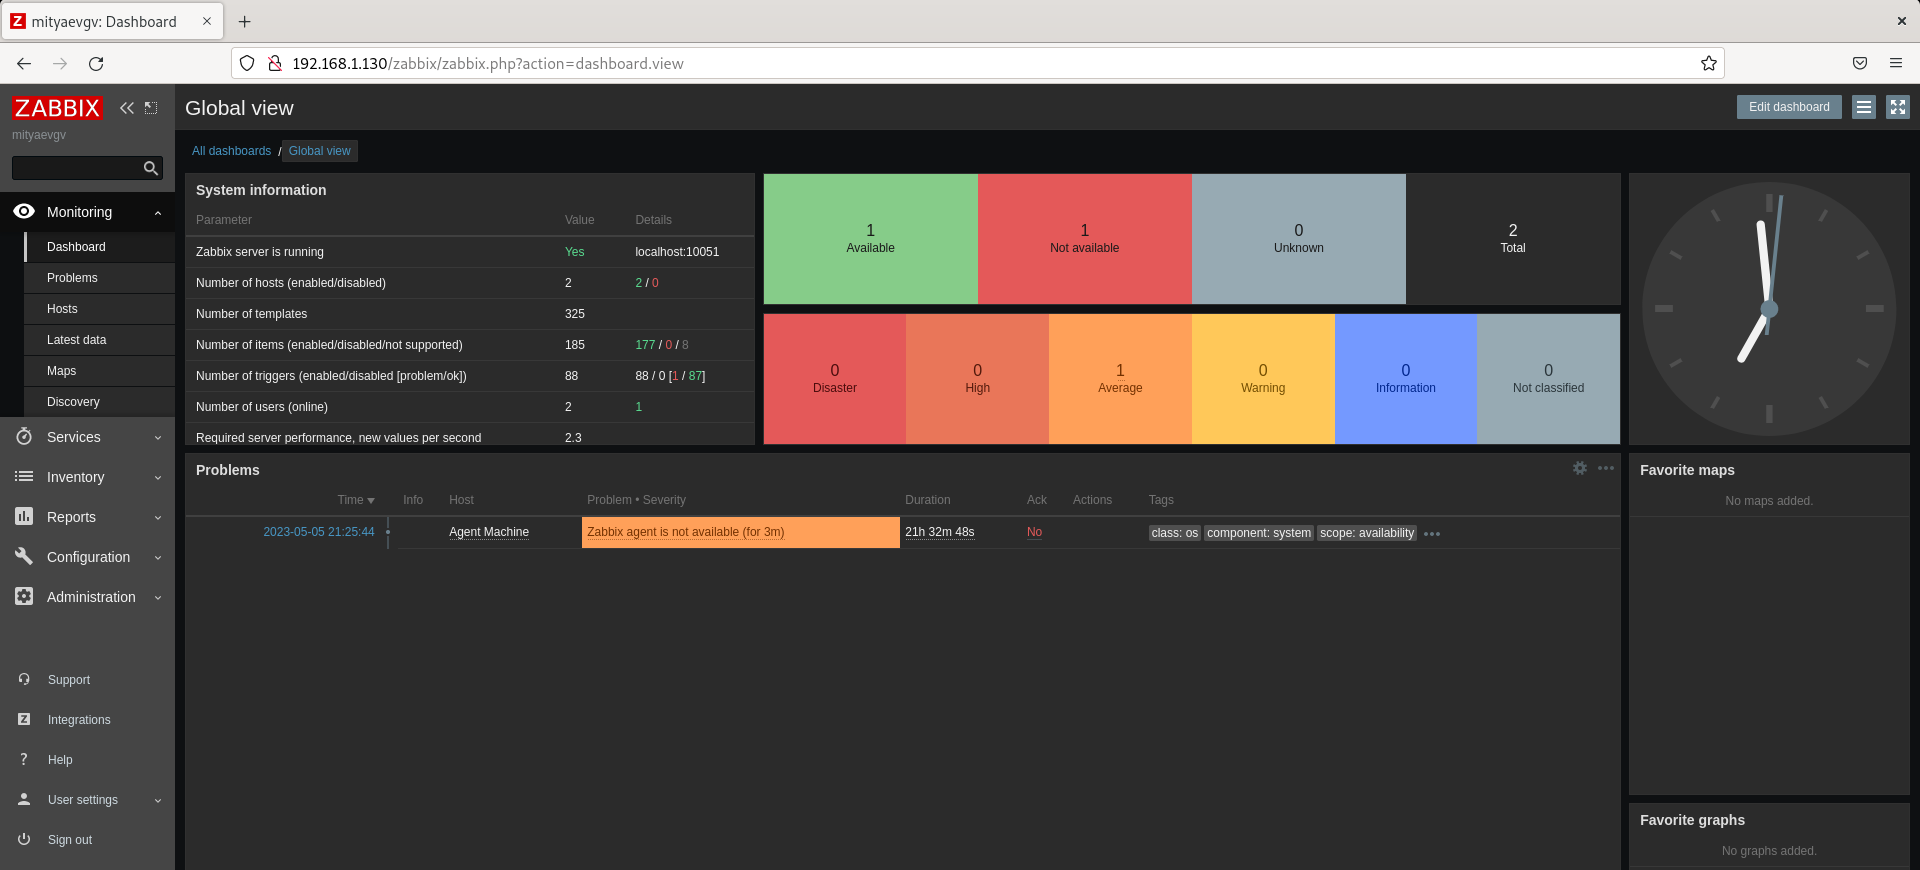 mityaevgv: Dashboard
192.168.1.130/zabbix/zabbix.php?action=dashboard.view
ZABBIX
mityaevgv
Monitoring
Dashboard
Problems
Hosts
Latest data
Maps
Discovery
Services
Inventory
Reports
Configuration
Administration
Support
Integrations
Help
User settings
Sign out
Global view
Edit dashboard
All dashboards / Global view
System information
Parameter Value Details
Zabbix server is running Yes localhost:10051
Number of hosts (enabled/disabled) 2 2 / 0
Number of templates 325
Number of items (enabled/disabled/not supported) 185 177 / 0 / 8
Number of triggers (enabled/disabled [problem/ok]) 88 88 / 0 [1 / 87]
Number of users (online) 2 1
Required server performance, new values per second 2.3
1 1 0 2
Available Not available Unknown Total
0 0 1 0 0 0
Disaster High Average Warning Information Not classified
Problems
Time Info Host Problem • Severity Duration Ack Actions Tags
2023-05-05 21:25:44 Agent Machine Zabbix agent is not available (for 3m) 21h 32m 48s No class: os component: system scope: availability
Favorite maps
No maps added.
Favorite graphs
No graphs added.